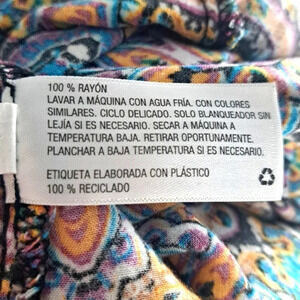 100 % RAYÓN
LAVAR A MÁQUINA CON AGUA FRÍA. CON COLORES
SIMILARES. CICLO DELICADO. SOLO BLANQUEADOR SIN
LEJÍA SI ES NECESARIO. SECAR A MÁQUINA A
TEMPERATURA BAJA. RETIRAR OPORTUNAMENTE.
PLANCHAR A BAJA TEMPERATURA SI ES NECESARIO.
ETIQUETA ELABORADA CON PLÁSTICO
100 % RECICLADO